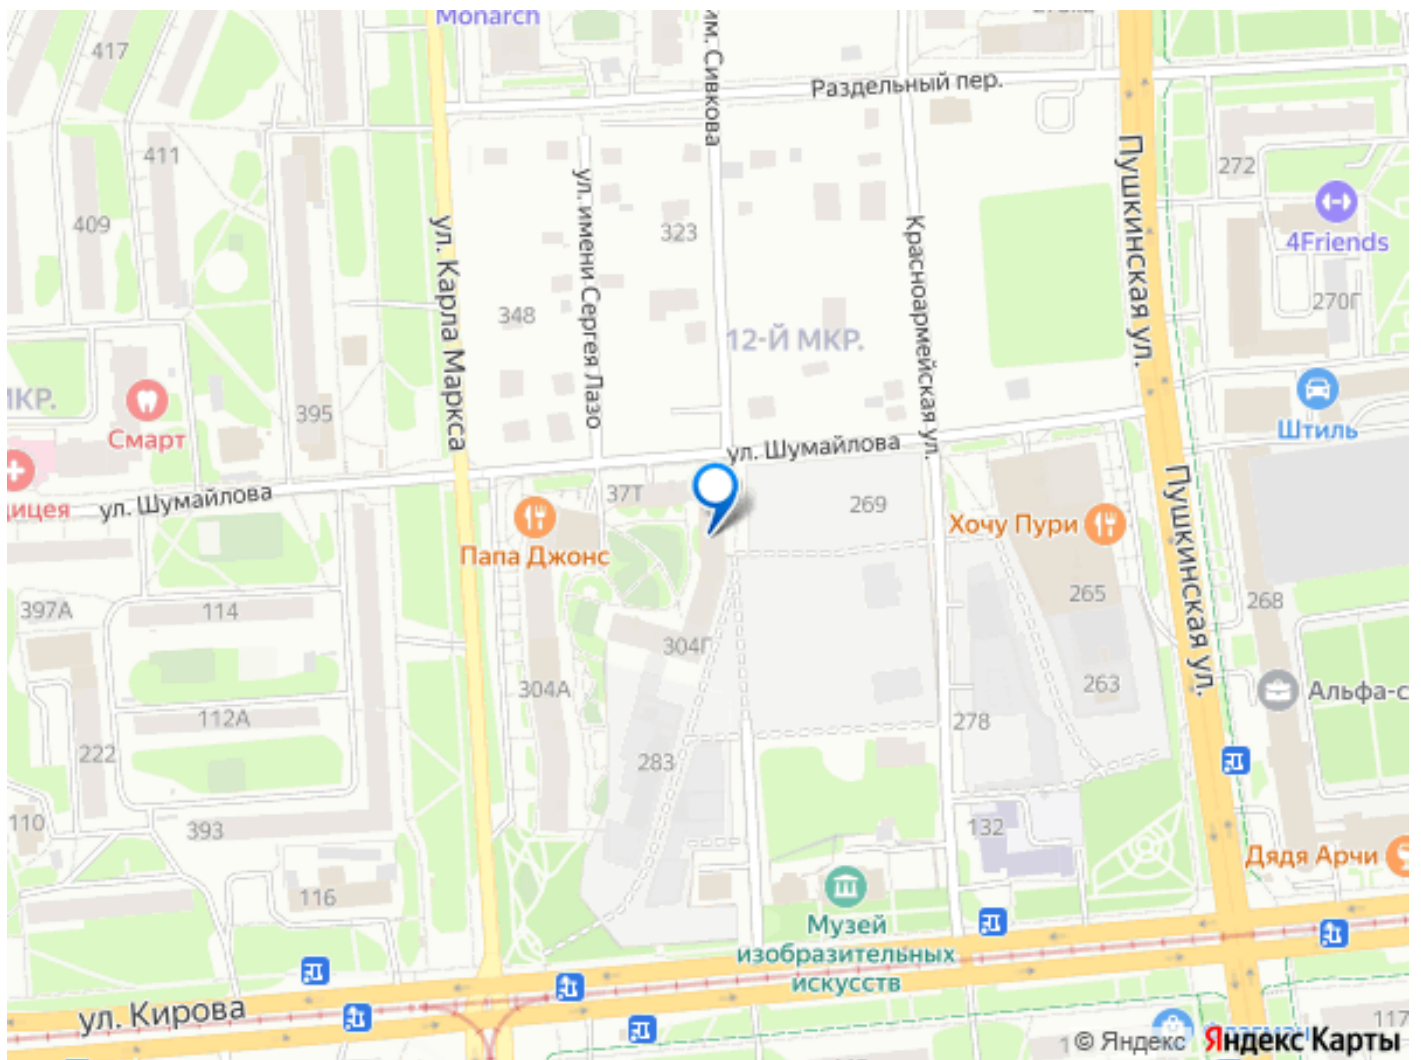 Monarch
417
им. Сивкова
Раздельный пер.
411
Пушкинская ул.
272
409
ул. имени Сергея Лазо
323
4Friends
ул. Карла Маркса
Красноармейская ул.
270Г
348
12-Й МКР.
МКР.
Смарт
395
Штиль
ул. Шумайлова
ул. Шумайлова
37Т
269
Пушкинская ул.
Хочу Пури
Папа Джонс
397А
114
265
268
304Г
304А
263
Альфа-с
112А
278
222
283
110
393
132
Дядя Арчи
116
Музей
изобразительных
искусств
ул. Кирова
117
© Яндекс Яндекс Карты